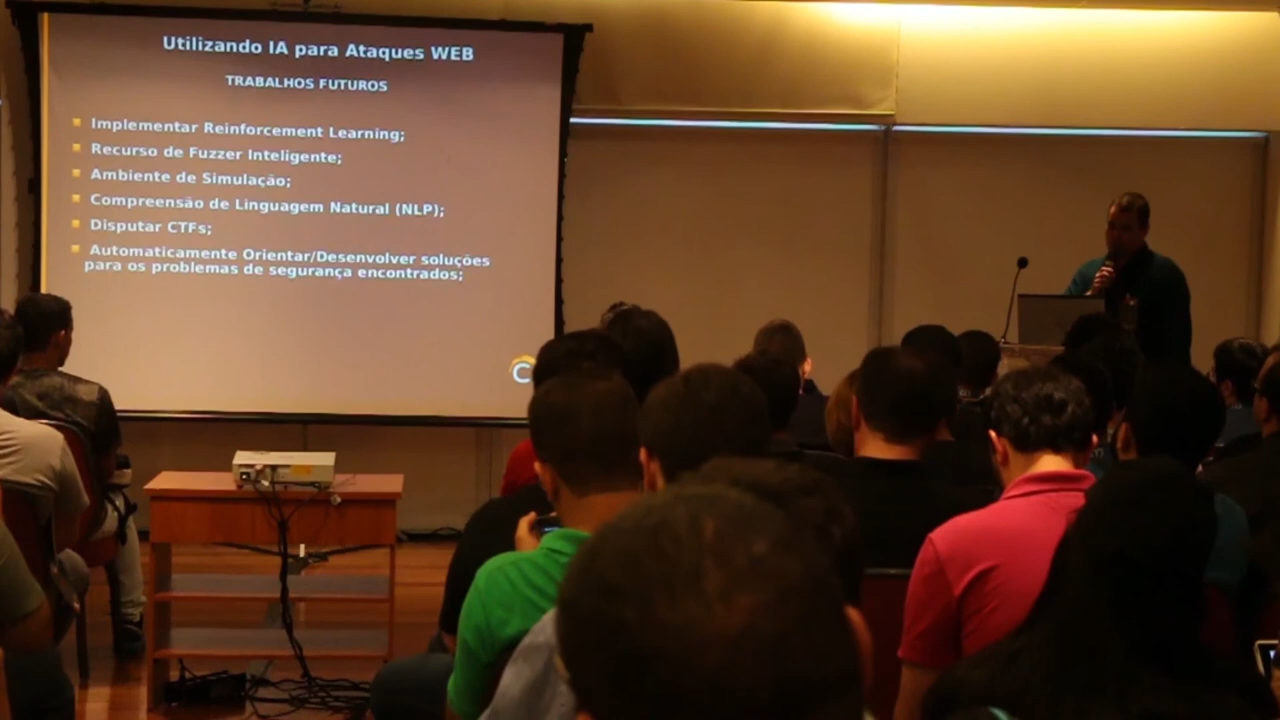 Utilizando IA para Ataques WEB
TRABALHOS FUTUROS
Implementar Reinforcement Learning;
Recurso de Fuzzer Inteligente;
Ambiente de Simulação;
Compreensão de Linguagem Natural (NLP);
Disputar CTFs;
Automaticamente Orientar/Desenvolver soluções
para os problemas de segurança encontrados;
C